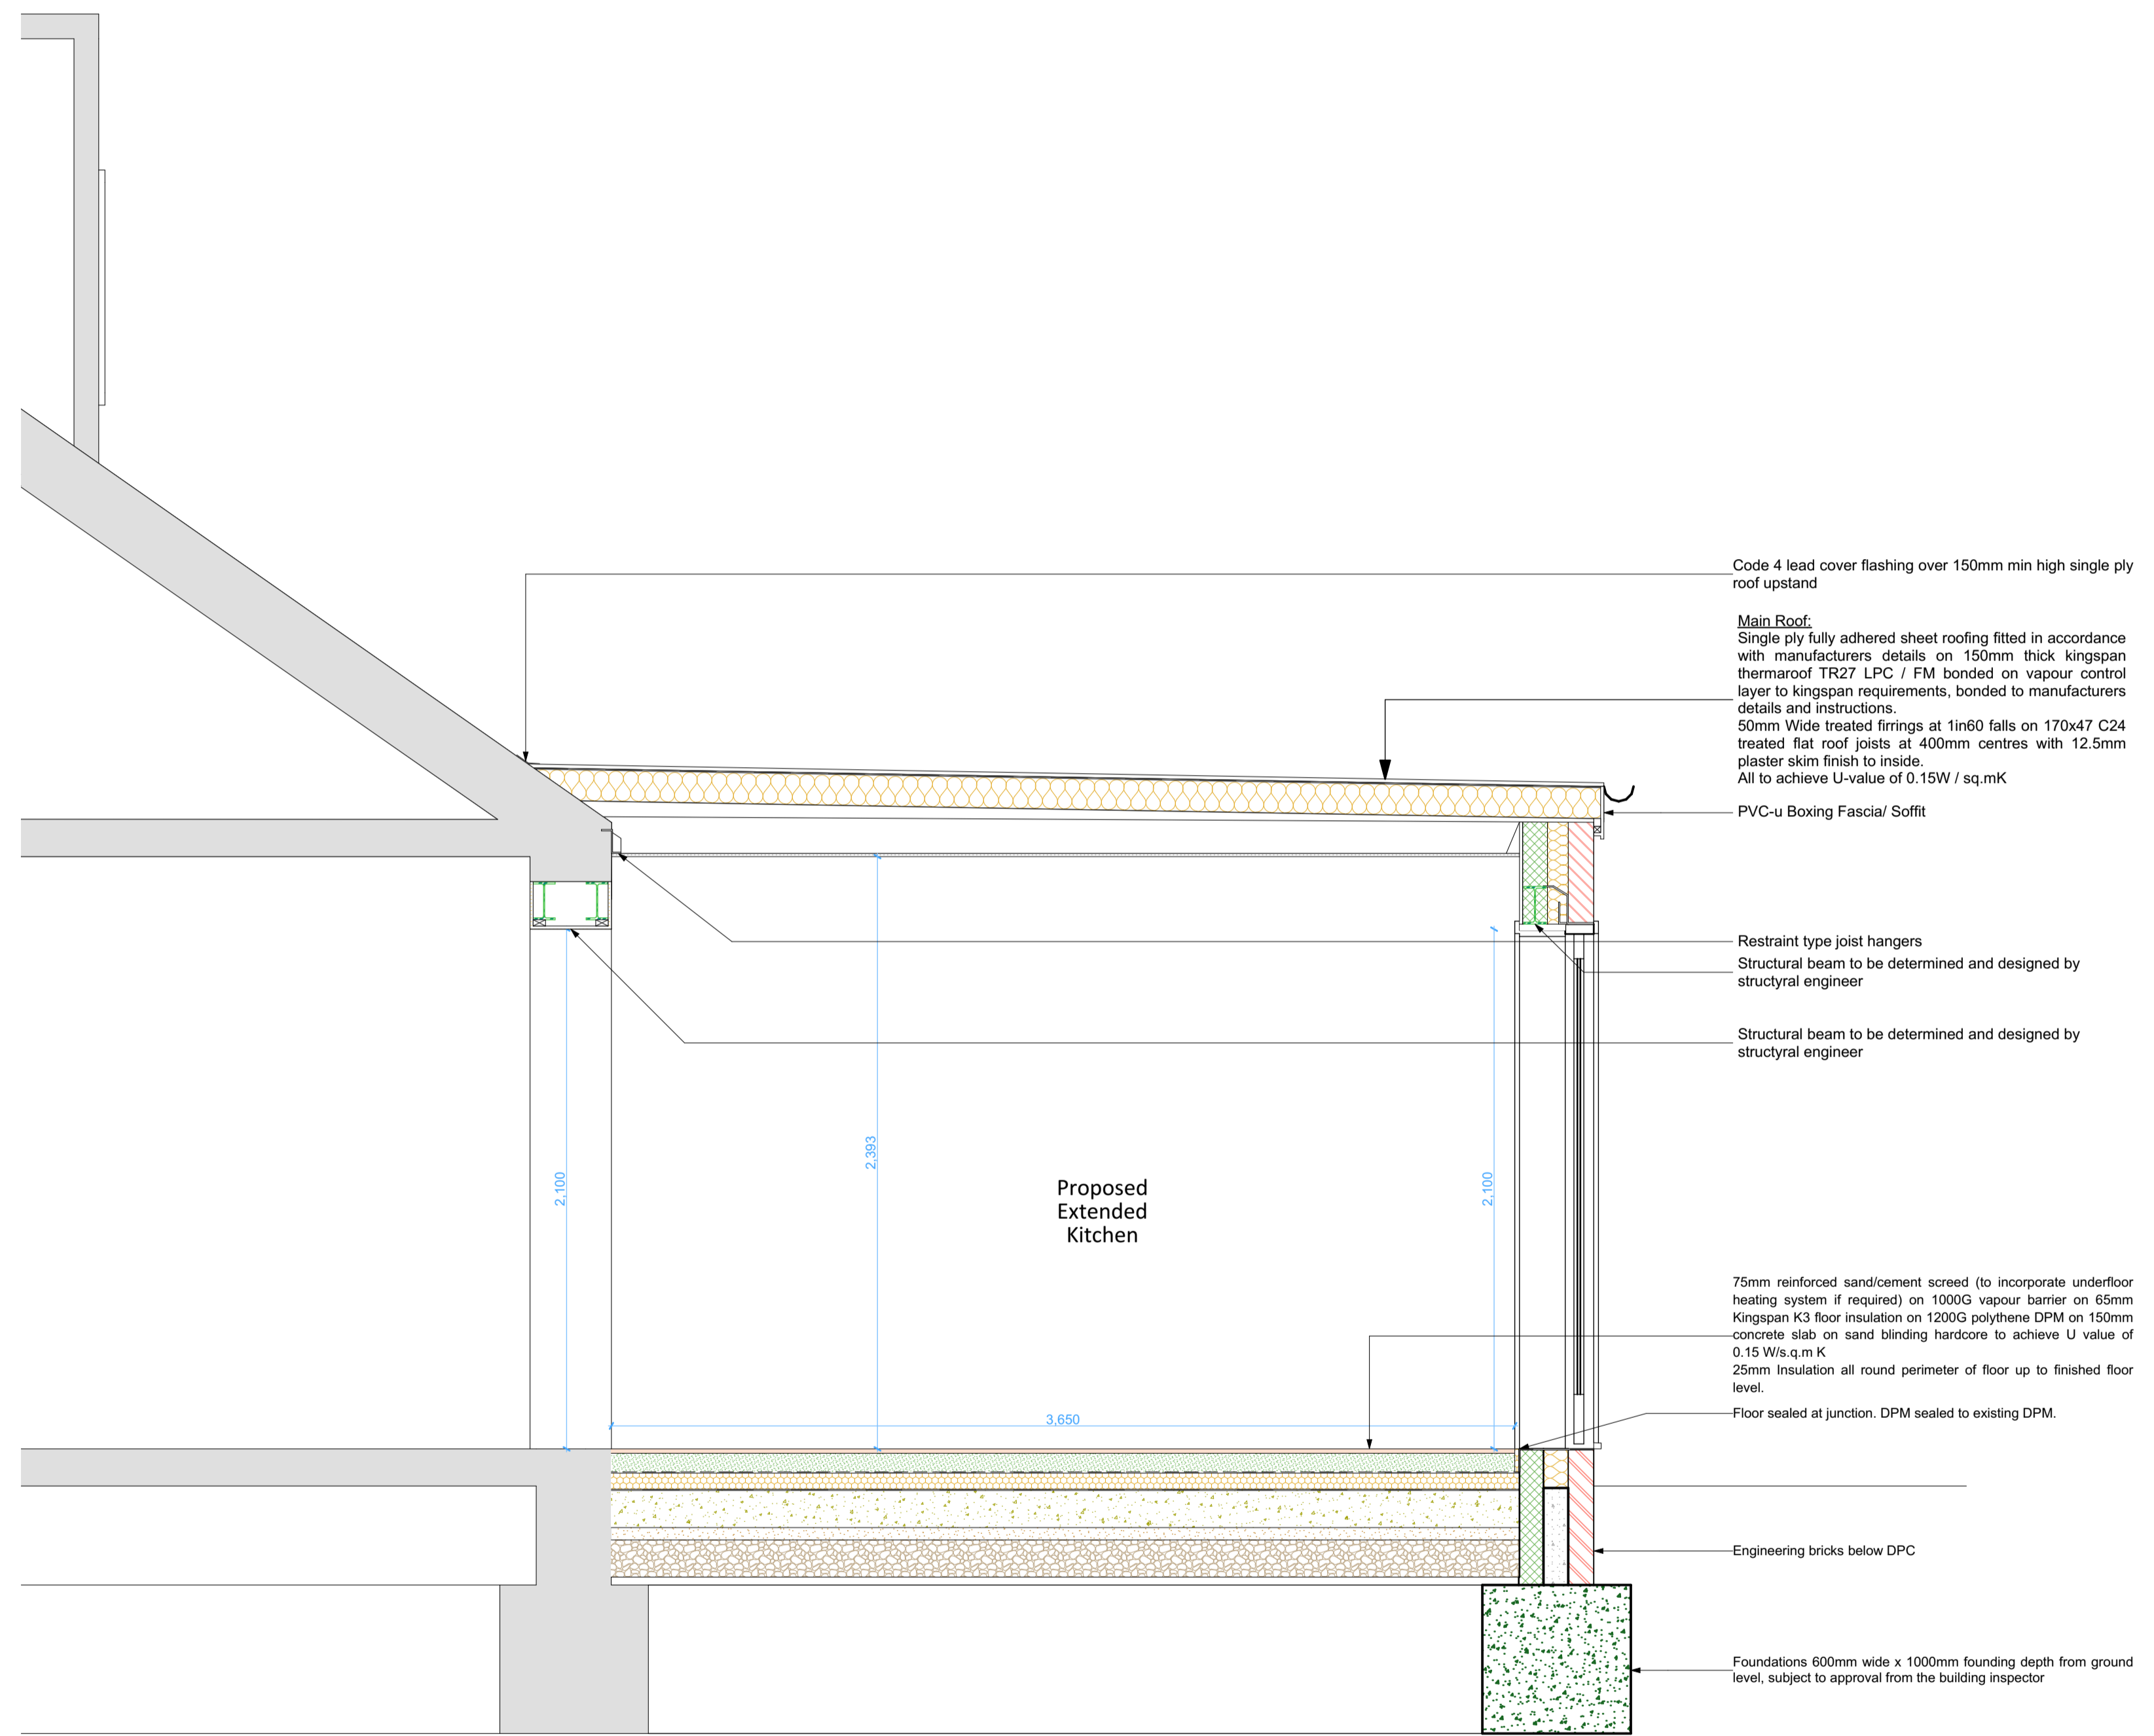 Code 4 lead cover flashing over 150mm min high single ply
roof upstand
Main Roof:
Single ply fully adhered sheet roofing fitted in accordance
with manufacturers details on 150mm thick kingspan
thermaroof TR27 LPC / FM bonded on vapour control
layer to kingspan requirements, bonded to manufacturers
details and instructions.
50mm Wide treated firrings at 1in60 falls on 170x47 C24
treated flat roof joists at 400mm centres with 12.5mm
plaster skim finish to inside.
All to achieve U-value of 0.15W / sq.mK
PVC-u Boxing Fascia/ Soffit
Restraint type joist hangers
Structural beam to be determined and designed by
structyral engineer
Structural beam to be determined and designed by
structyral engineer
2,100
2,393
2,100
Proposed
Extended
Kitchen
75mm reinforced sand/cement screed (to incorporate underfloor
heating system if required) on 1000G vapour barrier on 65mm
Kingspan K3 floor insulation on 1200G polythene DPM on 150mm
concrete slab on sand blinding hardcore to achieve U value of
0.15 W/s.q.m K
25mm Insulation all round perimeter of floor up to finished floor
level.
3,650
Floor sealed at junction. DPM sealed to existing DPM.
Engineering bricks below DPC
Foundations 600mm wide x 1000mm founding depth from ground
level, subject to approval from the building inspector